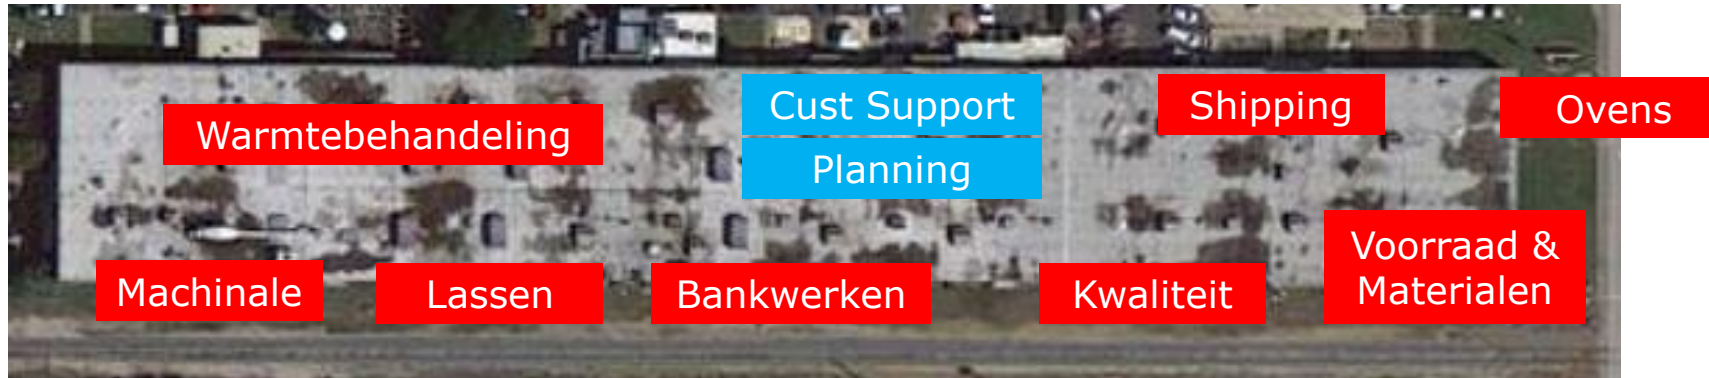 Cust Support
Shipping
Ovens
Warmtebehandeling
Planning
Voorraad &
Materialen
Machinale
Lassen
Bankwerken
Kwaliteit